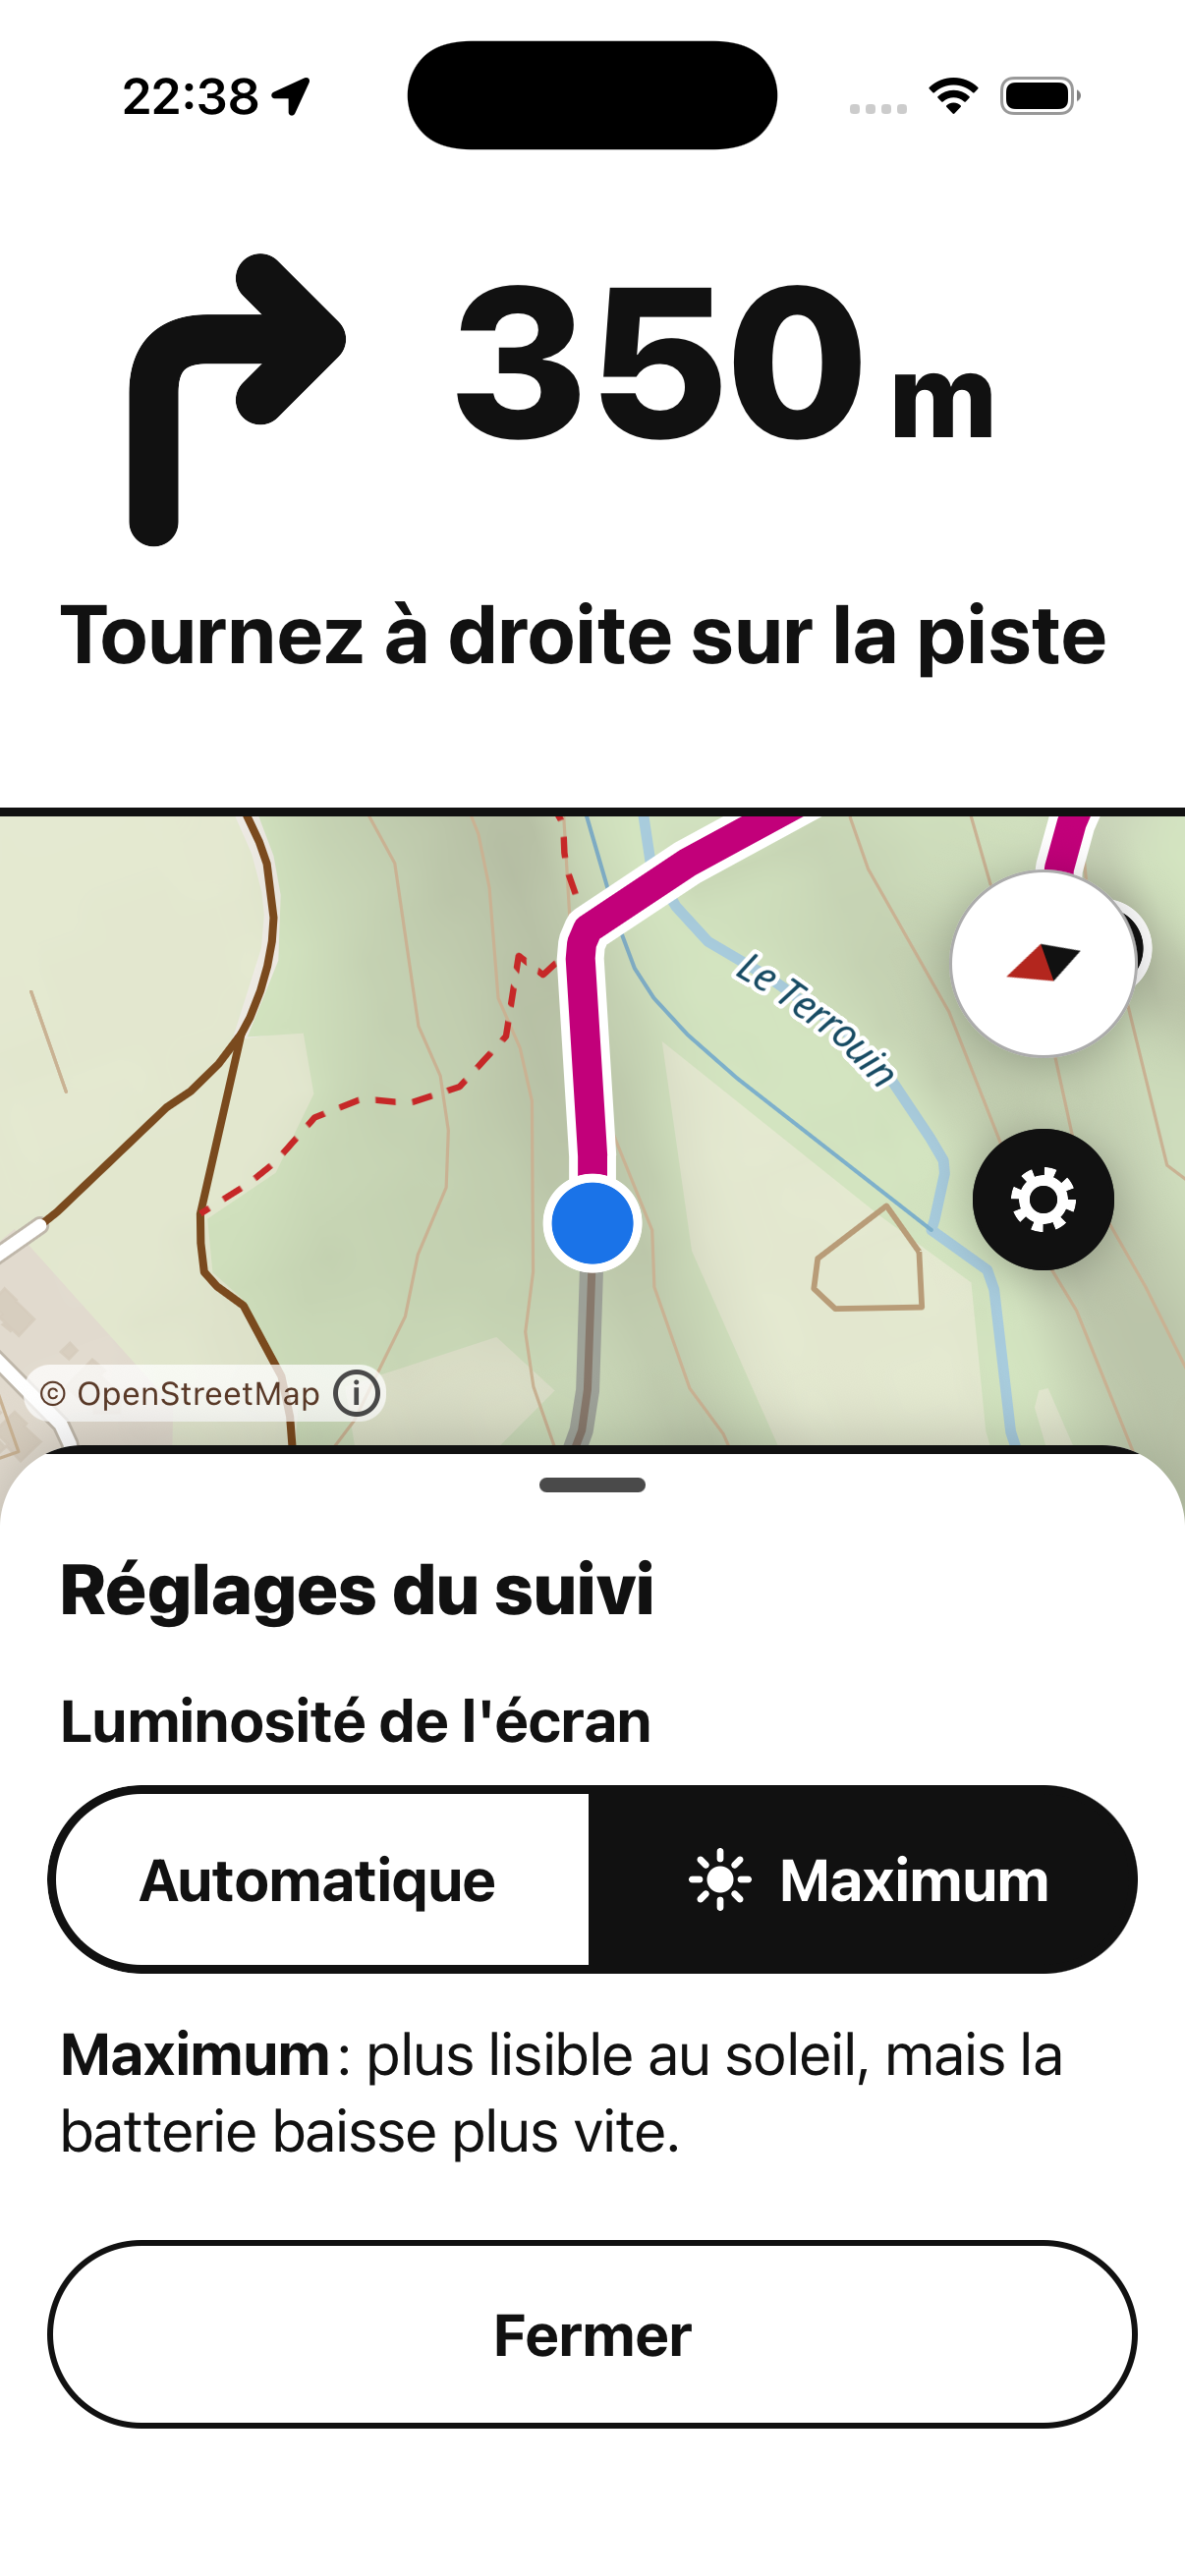 22:38
350 m
Tournez à droite sur la piste
Le Terrouin
© OpenStreetMap
Réglages du suivi
Luminosité de l'écran
Automatique
Maximum
Maximum : plus lisible au soleil, mais la
batterie baisse plus vite.
Fermer